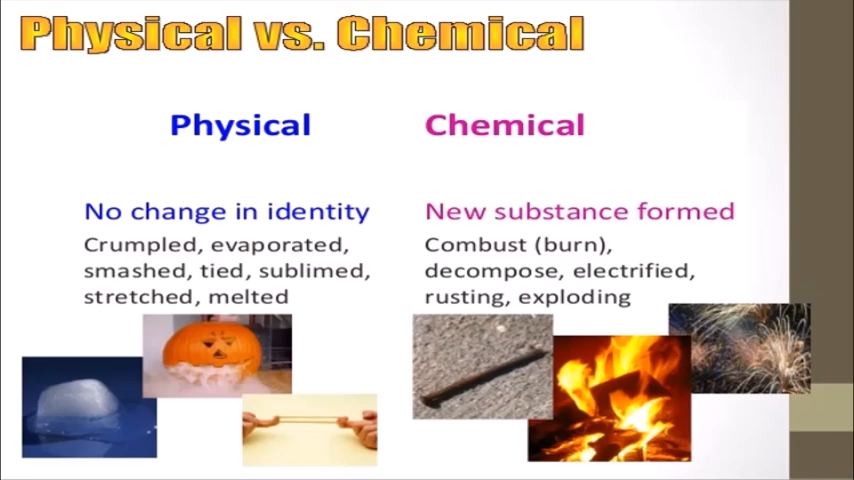 Physical vs. Chemical
Physical
Chemical
No change in identity
Crumpled, evaporated,
smashed, tied, sublimed,
stretched, melted
New substance formed
Combust (burn),
decompose, electrified,
rusting, exploding